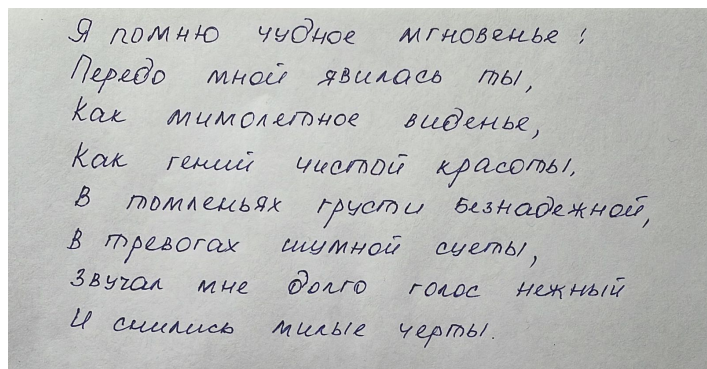 Я помню чудное мгновенье:
Передо мной явилась ты,
Как мимолетное виденье,
Как гений чистой красоты.
В томленьях грусти безнадежной,
В тревогах шумной суеты,
Звучал мне долго голос нежный
И снились милые черты.